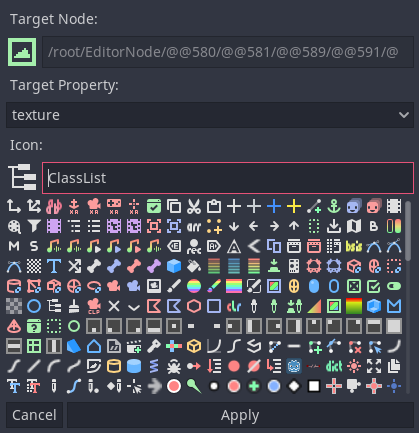 Target Node:
/root/EditorNode/@@580/@@581/@@589/@@591/@
Target Property:
texture
Icon:
ClassList
Cancel
Apply